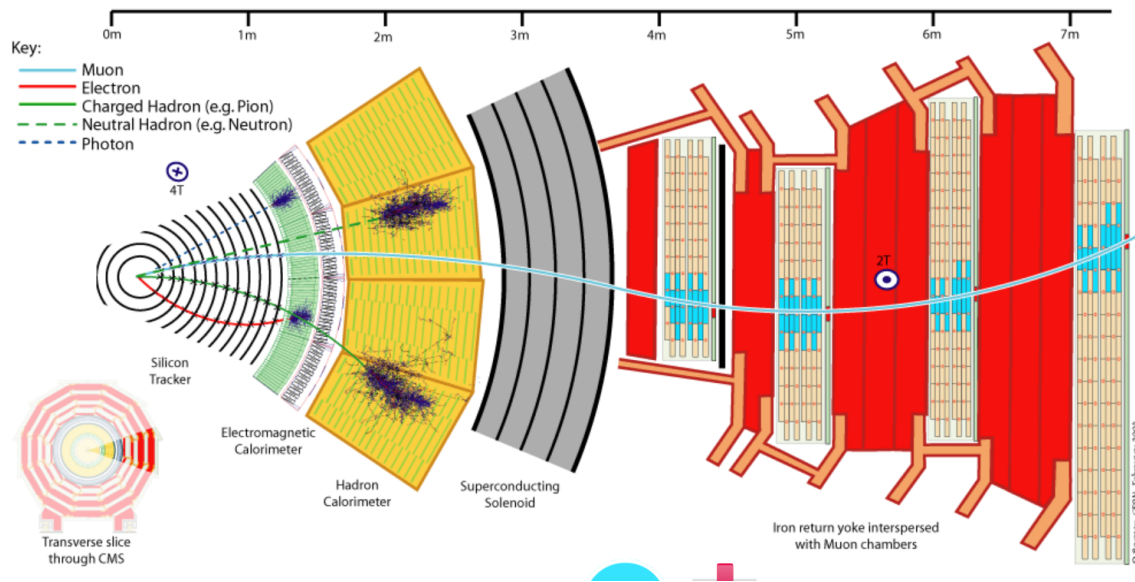 0m 1m 2m 3m 4m 5m 6m 7m
Key:
Muon
Electron
Charged Hadron (e.g. Pion)
Neutral Hadron (e.g. Neutron)
Photon
4T
2T
Silicon
Tracker
Electromagnetic
Calorimeter
Hadron
Calorimeter
Superconducting
Solenoid
Iron return yoke interspersed
with Muon chambers
Transverse slice
through CMS